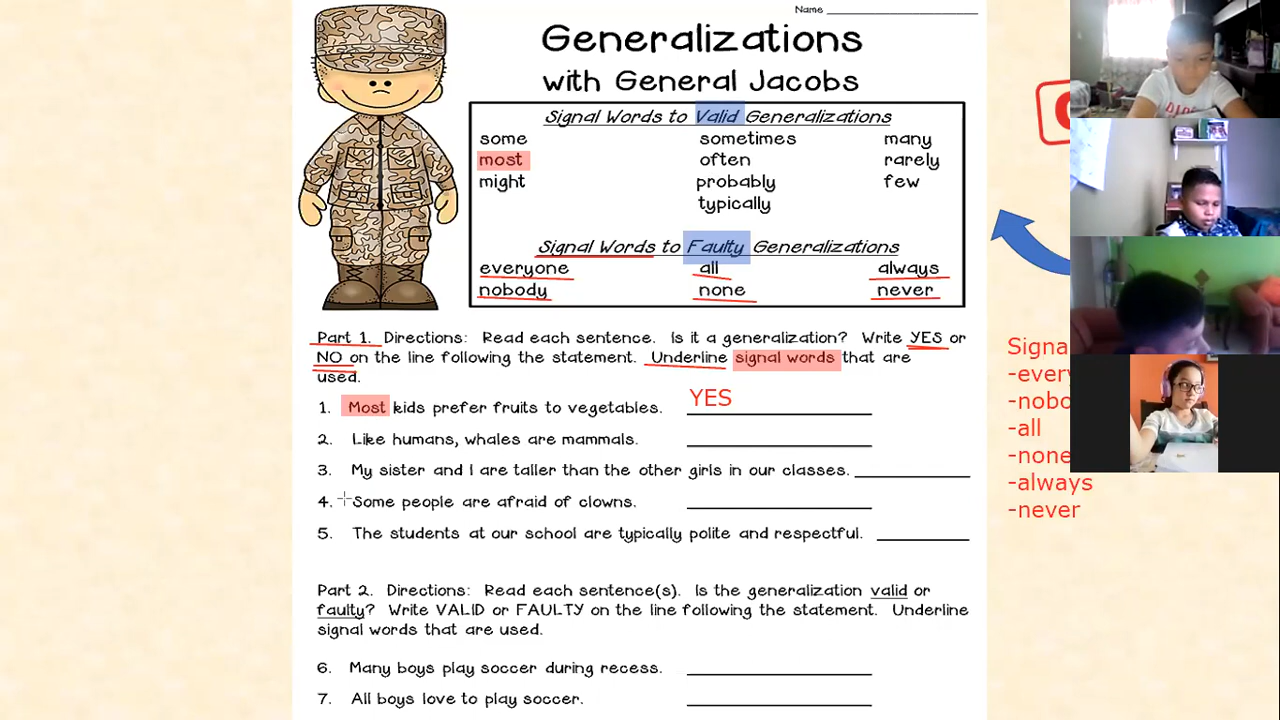 Name
Generalizations
with General Jacobs
Signal Words to Valid Generalizations
some sometimes many
most often rarely
might probably few
typically
Signal Words to Faulty Generalizations
everyone all always
nobody none never
Part 1. Directions: Read each sentence. Is it a generalization? Write YES or
NO on the line following the statement. Underline signal words that are
used.
1. Most kids prefer fruits to vegetables. YES
2. Like humans, whales are mammals.
3. My sister and I are taller than the other girls in our classes.
4. Some people are afraid of clowns.
5. The students at our school are typically polite and respectful.
Part 2. Directions: Read each sentence(s). Is the generalization valid or
faulty? Write VALID or FAULTY on the line following the statement. Underline
signal words that are used.
6. Many boys play soccer during recess.
7. All boys love to play soccer.
-all
-none
-always
-never